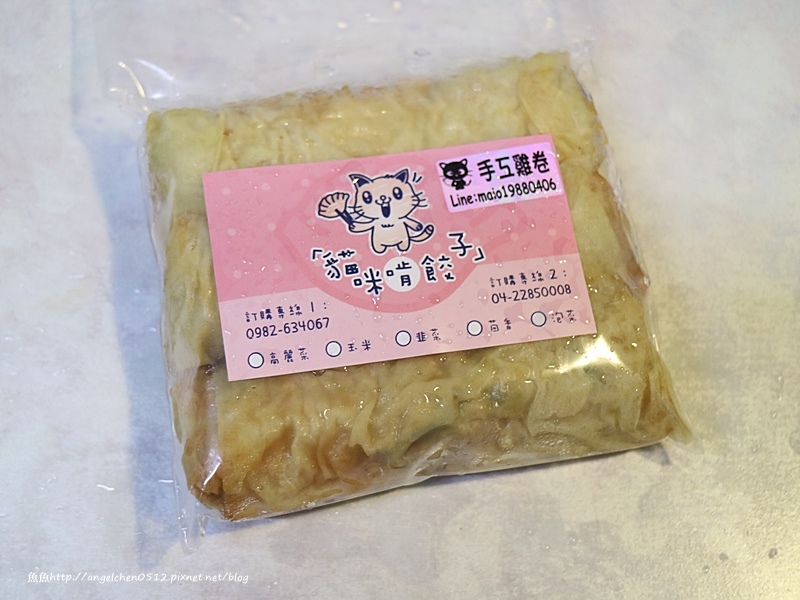 手工雞卷
Line:maio19880406
「貓咪啃餃子」
訂購專線1:
0982-634067
訂購專線2:
04-22850008
高麗菜 玉米 韭菜 茴香 泡菜
魚魚http://angelchen0512.pixnet.net/blog